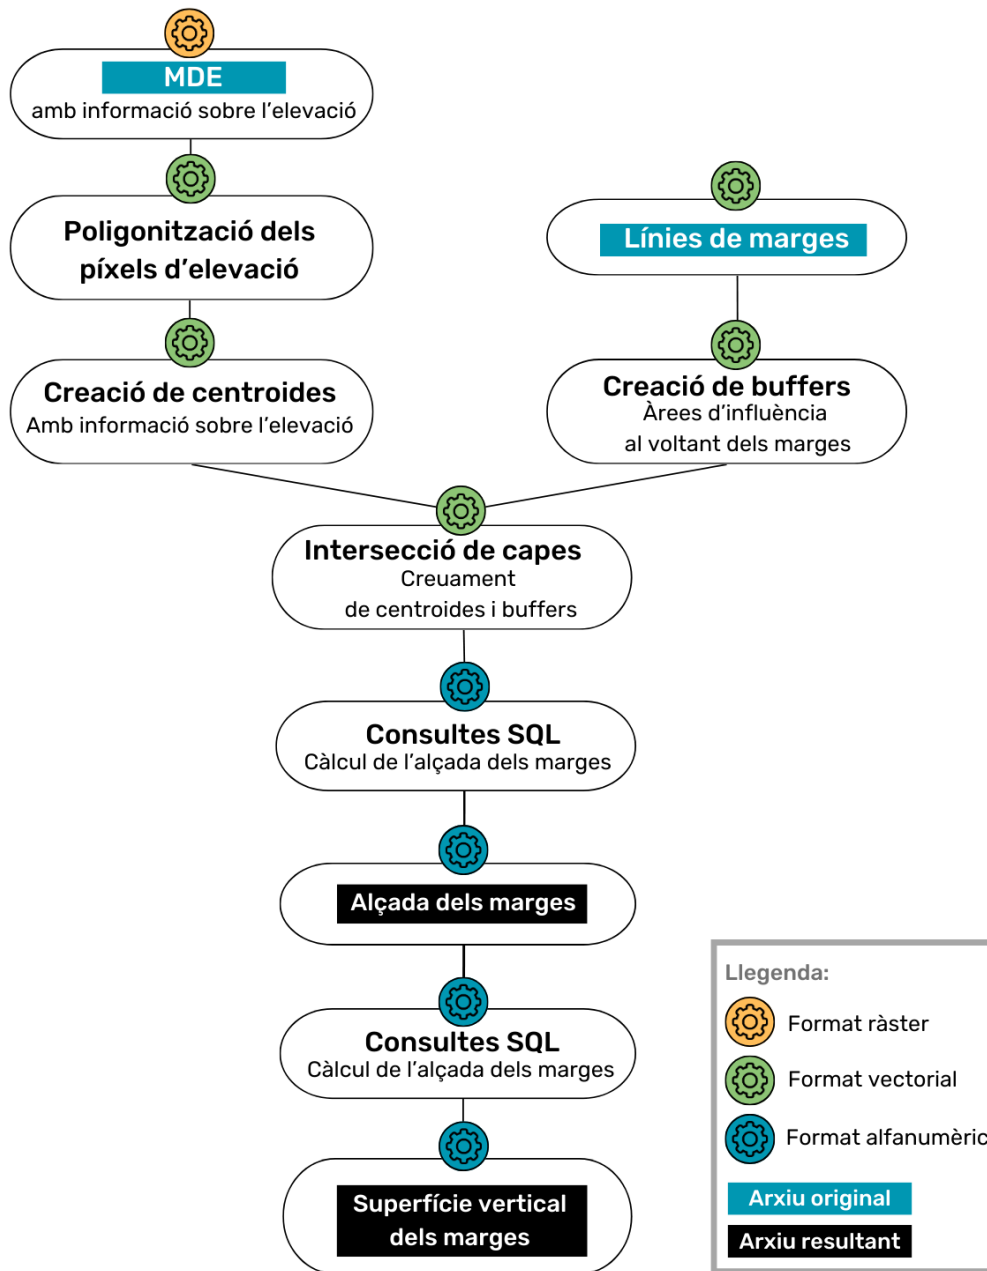 MDE
amb informació sobre l'elevació
Poligonització dels
píxels d'elevació
Línies de marges
Creació de centroides
Amb informació sobre l'elevació
Creació de buffers
Àrees d'influència
al voltant dels marges
Intersecció de capes
Creuament
de centroides i buffers
Consultes SQL
Càlcul de l'alçada dels marges
Alçada dels marges
Consultes SQL
Càlcul de l'alçada dels marges
Superfície vertical
dels marges
Llegenda:
Format ràster
Format vectorial
Format alfanumèric
Arxiu original
Arxiu resultant